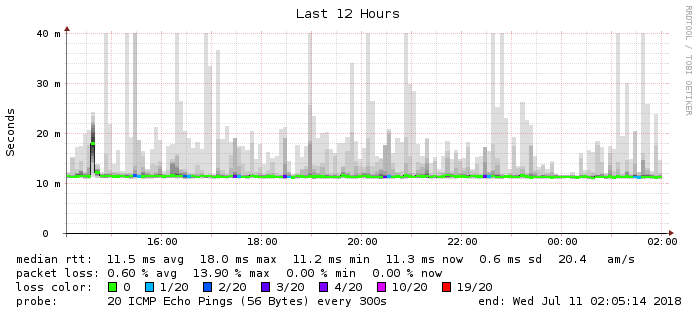 Last 12 Hours
RRDTOOL / TOBI OETIKER
Seconds
40 m
30 m
20 m
10 m
0
16:00 18:00 20:00 22:00 00:00 02:00
median rtt: 11.5 ms avg 18.0 ms max 11.2 ms min 11.3 ms now 0.6 ms sd 20.4 am/s
packet loss: 0.60 % avg 13.90 % max 0.00 % min 0.00 % now
loss color: 0 1/20 2/20 3/20 4/20 10/20 19/20
probe: 20 ICMP Echo Pings (56 Bytes) every 300s end: Wed Jul 11 02:05:14 2018